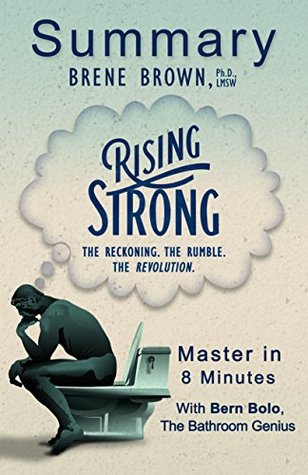 Summary
BRENE BROWN, Ph.D., LMSW
RISING
STRONG
THE RECKONING. THE RUMBLE.
THE REVOLUTION.
Master in
8 Minutes
With Bern Bolo,
The Bathroom Genius